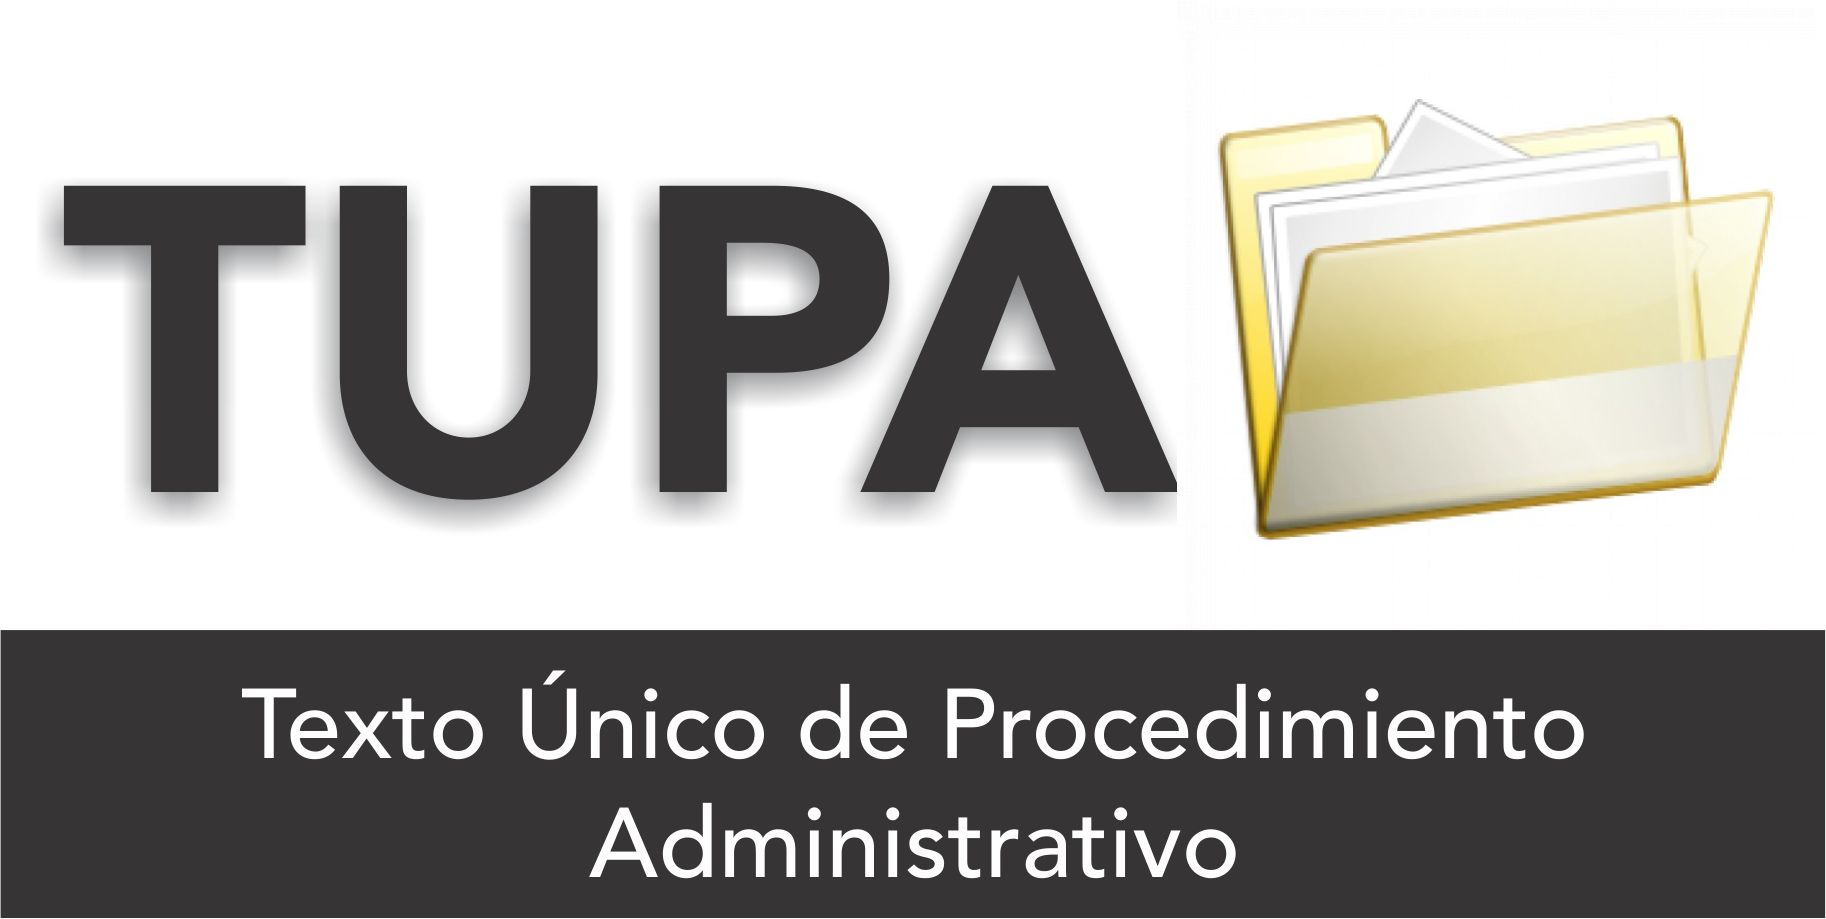 TUPA
Texto Único de Procedimiento
Administrativo